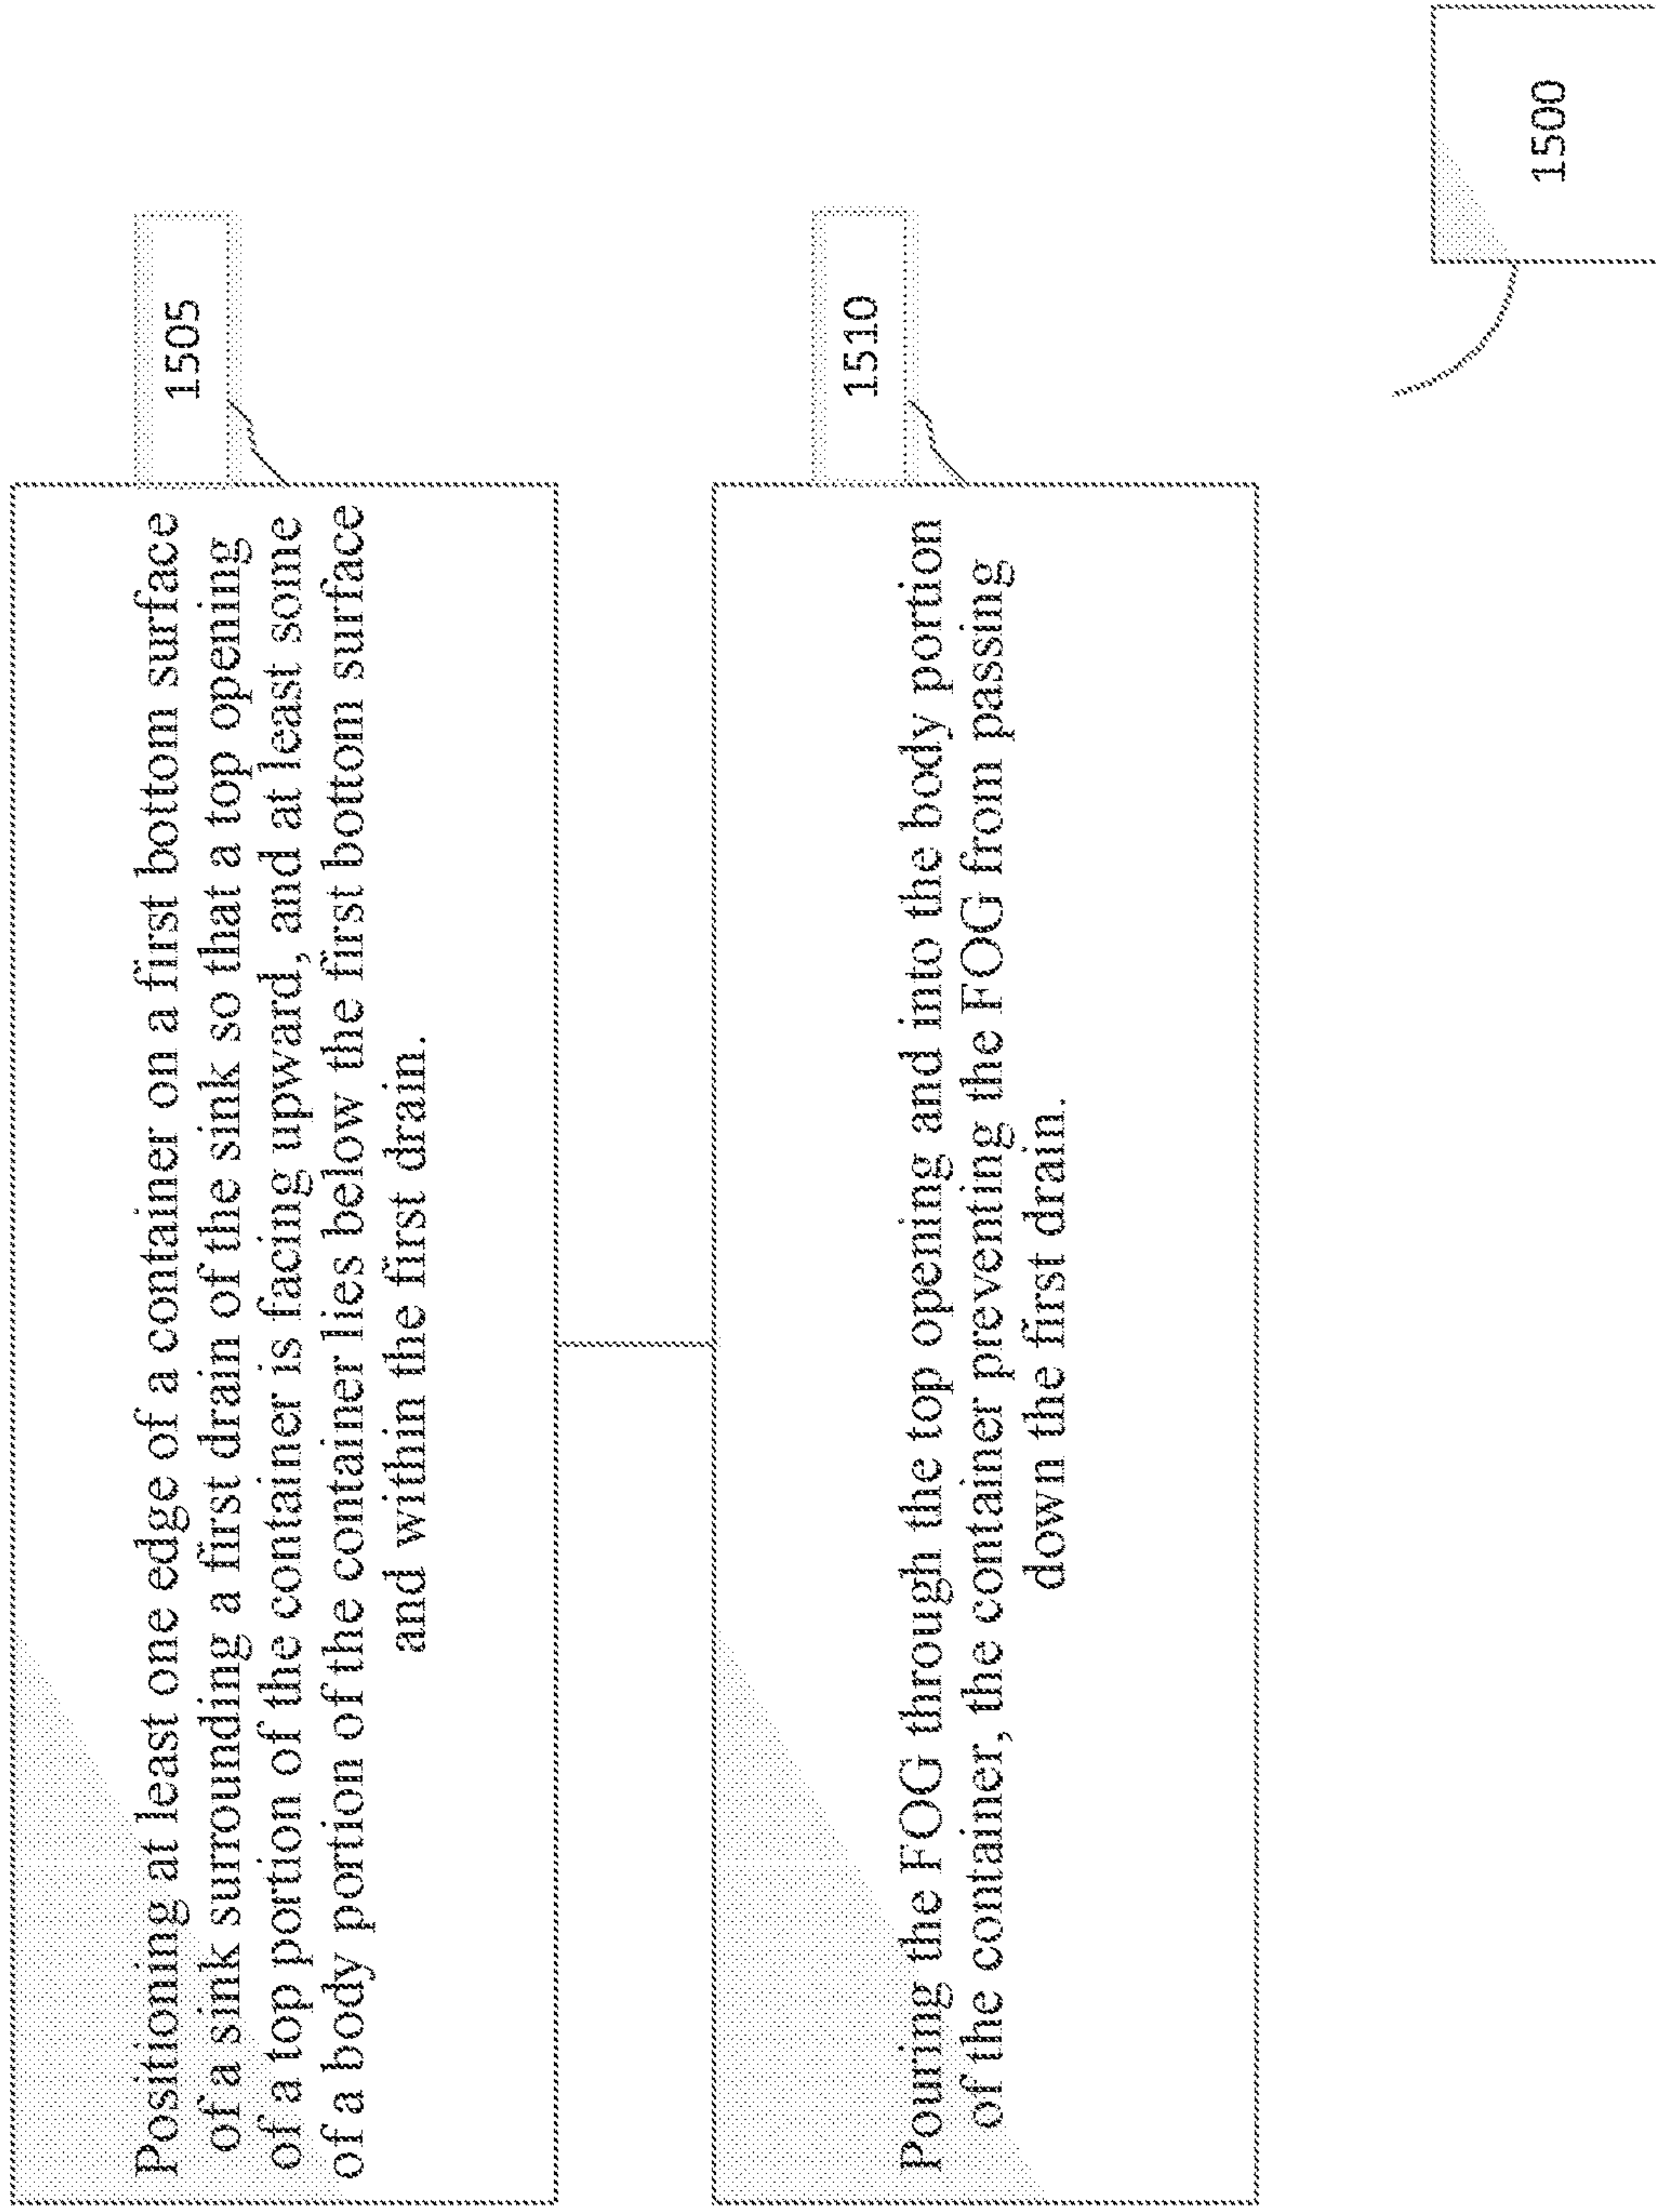 Positioning at least one edge of a container on a first bottom surface
of a sink surrounding a first drain of the sink so that a top opening
of a top portion of the container is facing upward, and at least some
of a body portion of the container lies below the first bottom surface
and within the first drain.
1505
Pouring the FOG through the top opening and into the body portion
of the container, the container preventing the FOG from passing
down the first drain.
1510
1500